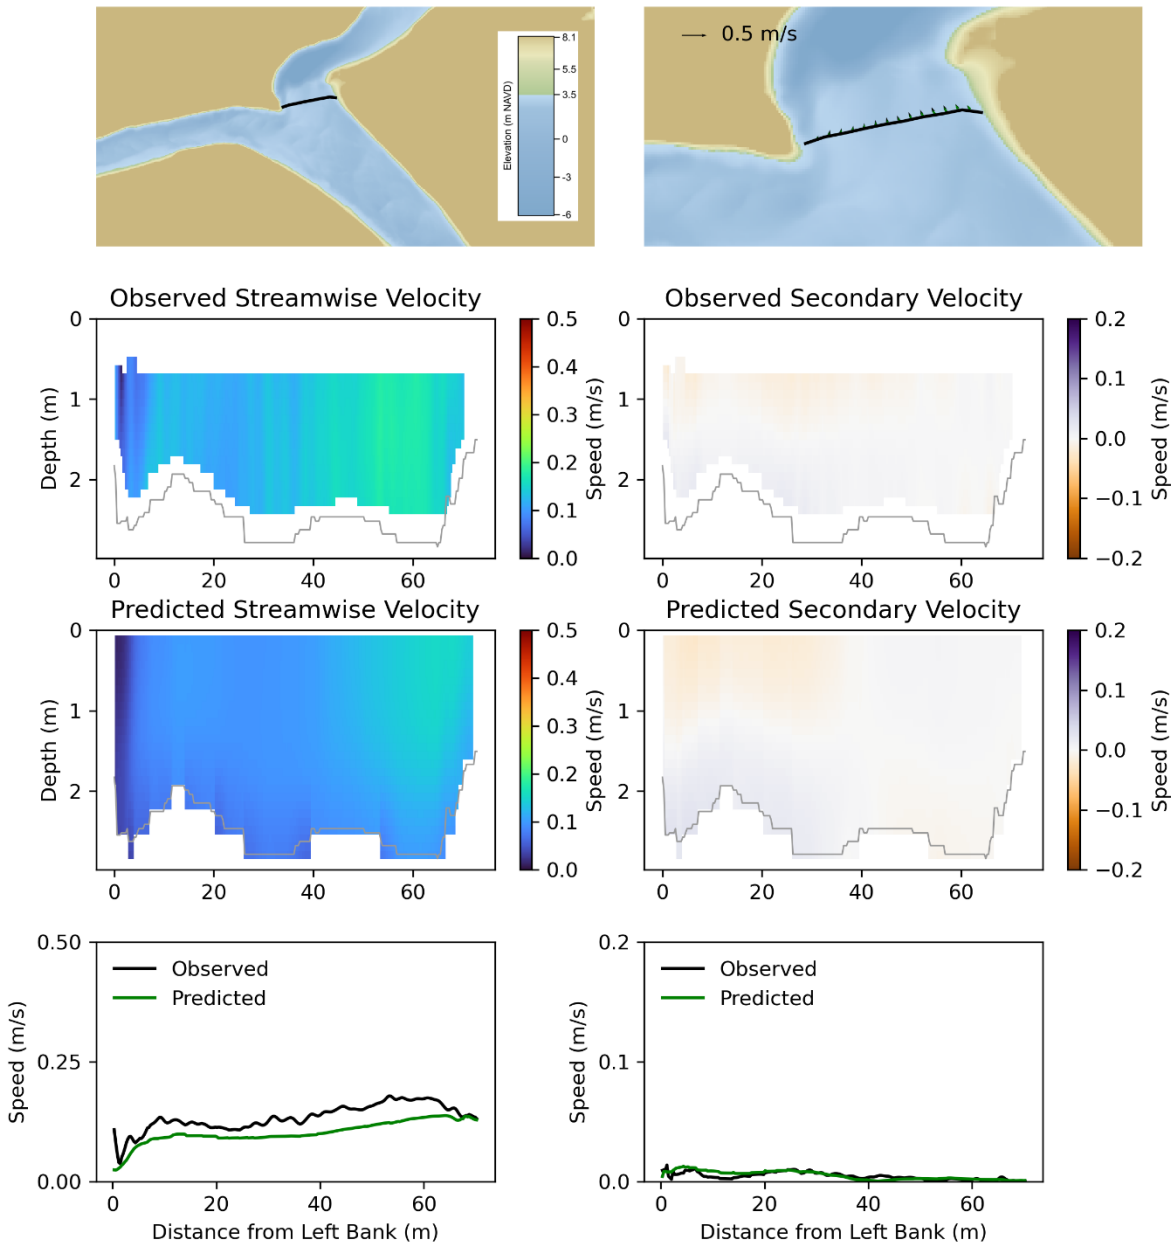 Elevation (m NAVD)
8.1
5.5
3.5
0
-3
-6
0.5 m/s
Observed Streamwise Velocity
0
1
2
Depth (m)
0 20 40 60
0.5
0.4
0.3
0.2
0.1
0.0
Speed (m/s)
Observed Secondary Velocity
0
1
2
0 20 40 60
0.2
0.1
0.0
−0.1
−0.2
Speed (m/s)
Predicted Streamwise Velocity
0
1
2
Depth (m)
0 20 40 60
0.5
0.4
0.3
0.2
0.1
0.0
Speed (m/s)
Predicted Secondary Velocity
0
1
2
0 20 40 60
0.2
0.1
0.0
−0.1
−0.2
Speed (m/s)
0.50
0.25
0.00
Speed (m/s)
Observed
Predicted
0 20 40 60
Distance from Left Bank (m)
0.2
0.1
0.0
Speed (m/s)
Observed
Predicted
0 20 40 60
Distance from Left Bank (m)